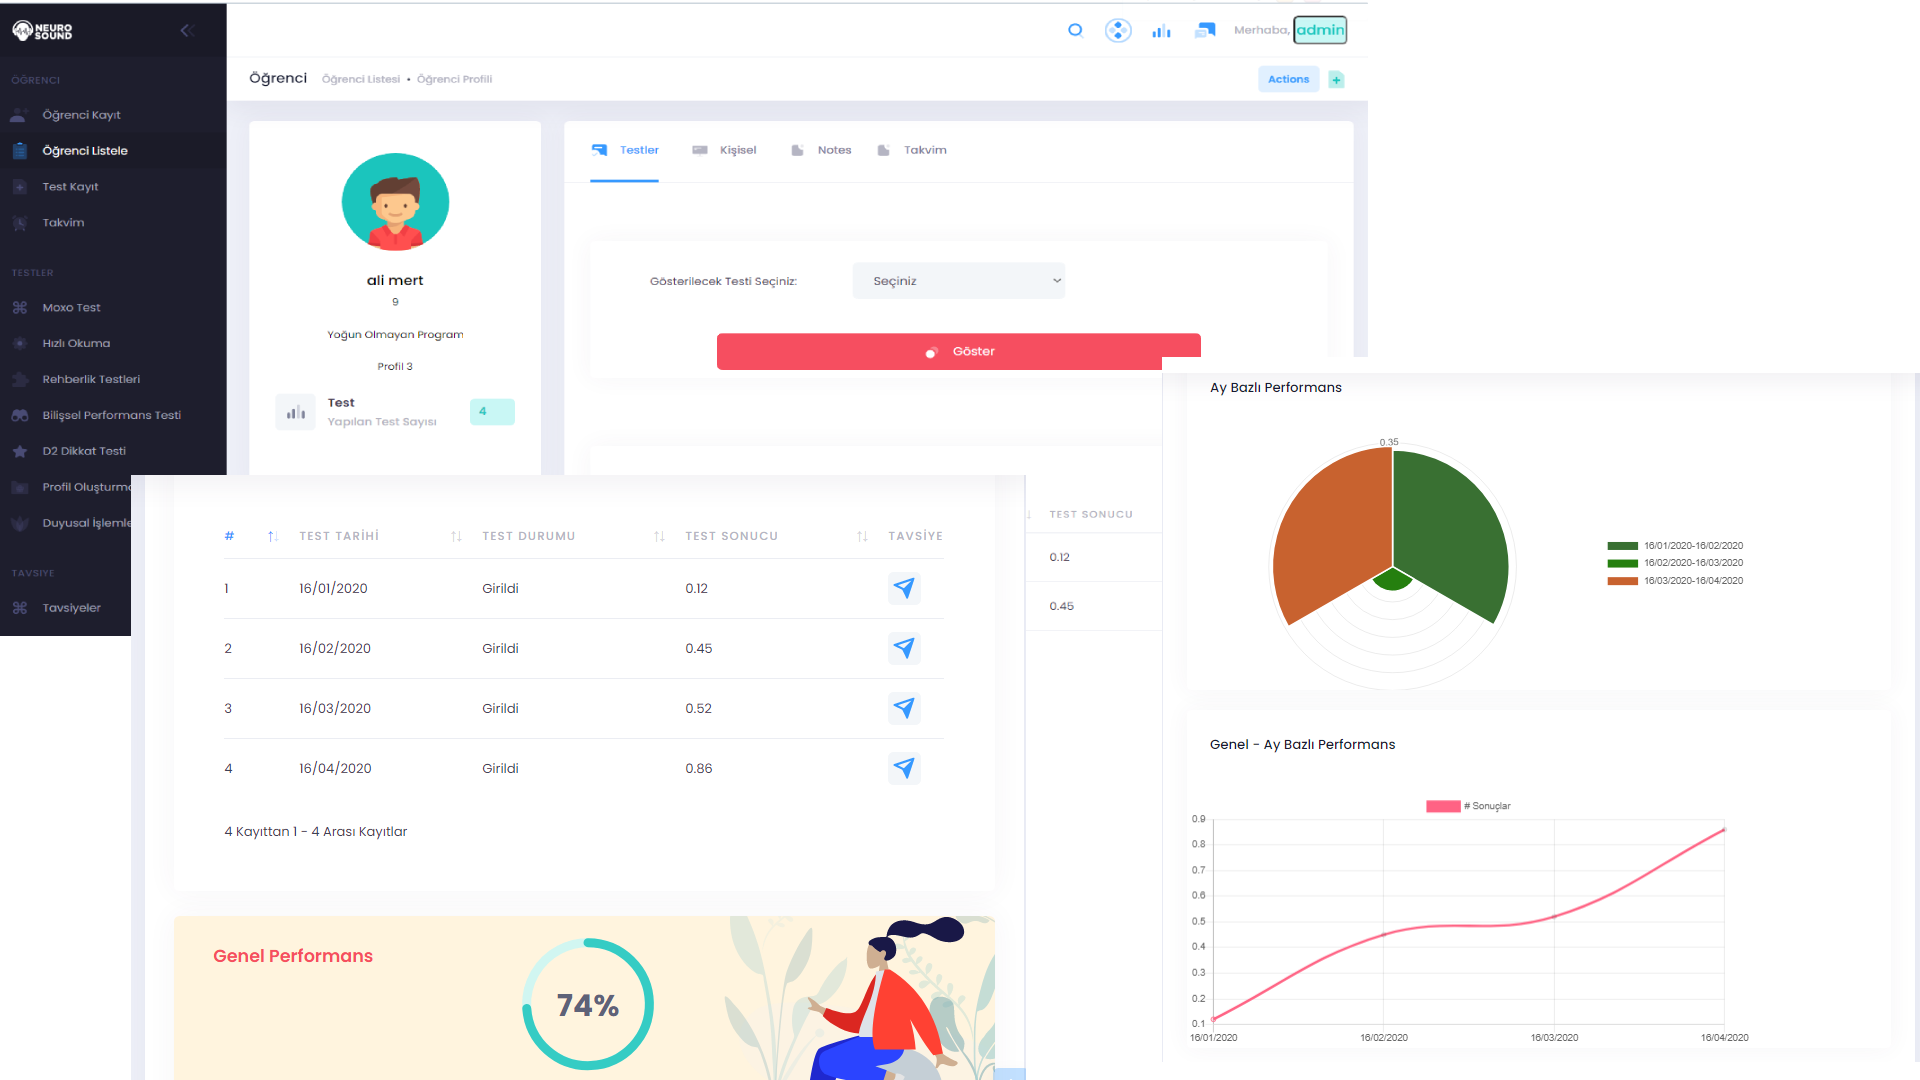 NEURO
SOUND
ÖĞRENCI
Öğrenci Kayıt
Öğrenci Listele
Test Kayıt
Takvim
TESTLER
Moxo Test
Hızlı Okuma
Rehberlik Testleri
Bilişsel Performans Testi
D2 Dikkat Testi
Profil Oluşturma
Duyusal İşlemle
TAVSIYE
Tavsiyeler
Merhaba, admin
Öğrenci Öğrenci Listesi • Öğrenci Profili
Actions
ali mert
9
Yoğun Olmayan Program
Profil 3
Test
Yapılan Test Sayısı
4
Testler Kişisel Notes Takvim
Gösterilecek Testi Seçiniz: Seçiniz
Göster
TEST SONUCU
0.12
0.45
# TEST TARİHİ TEST DURUMU TEST SONUCU TAVSİYE
1 16/01/2020 Girildi 0.12
2 16/02/2020 Girildi 0.45
3 16/03/2020 Girildi 0.52
4 16/04/2020 Girildi 0.86
4 Kayıttan 1 - 4 Arası Kayıtlar
Genel Performans
74%
Ay Bazlı Performans
0.35
16/01/2020-16/02/2020
16/02/2020-16/03/2020
16/03/2020-16/04/2020
Genel - Ay Bazlı Performans
# Sonuçlar
0.9
0.8
0.7
0.6
0.5
0.4
0.3
0.2
0.1
16/01/2020 16/02/2020 16/03/2020 16/04/2020